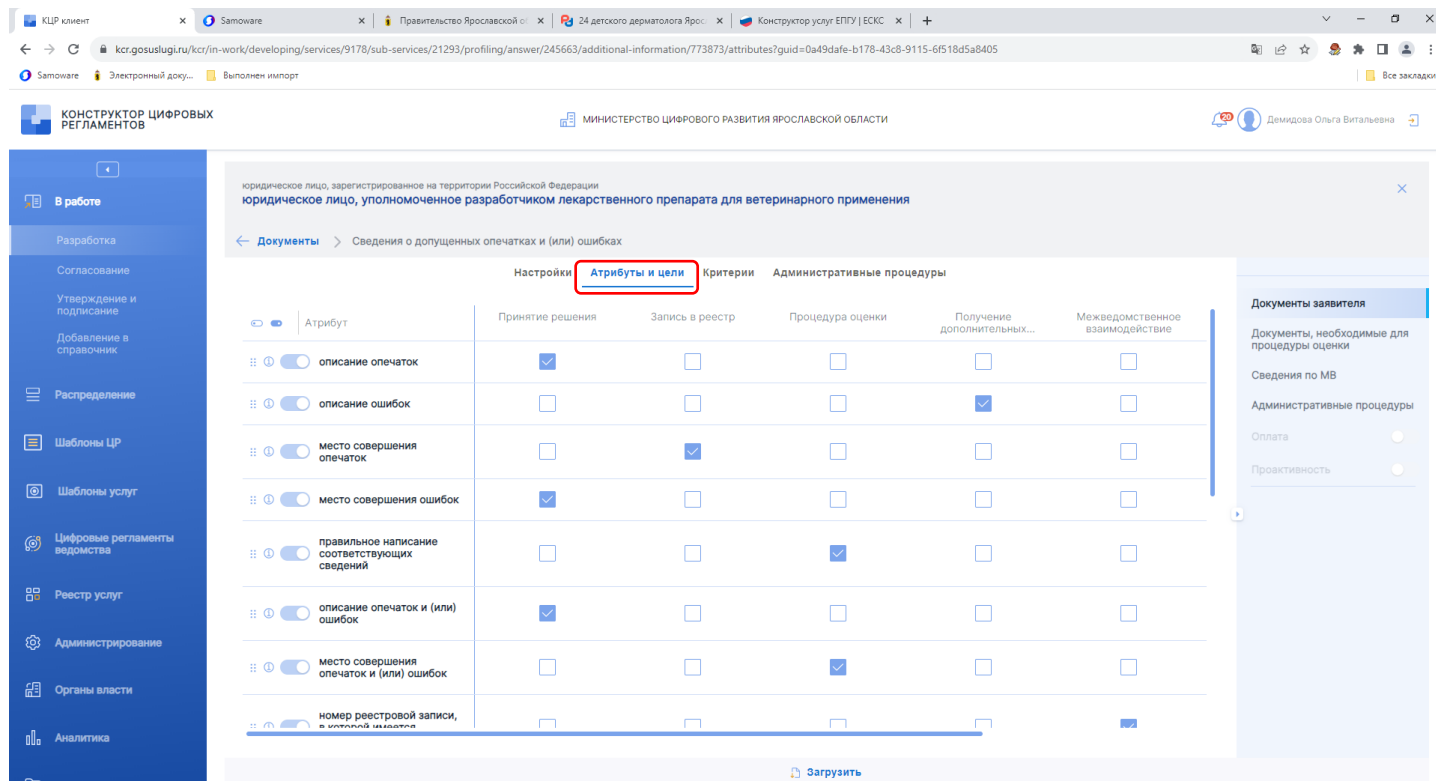 КЦР клиент
Samoware
Правительство Ярославской об
24 детского дерматолога Ярос
Конструктор услуг ЕПГУ | ЕСКС
kcr.gosuslugi.ru/kcr/in-work/developing/services/9178/sub-services/21293/profiling/answer/245663/additional-information/773873/attributes?guid=0a49dafe-b178-43c8-9115-6f518d5a8405
Samoware
Электронный доку...
Выполнен импорт
Все закладки
КОНСТРУКТОР ЦИФРОВЫХ
РЕГЛАМЕНТОВ
МИНИСТЕРСТВО ЦИФРОВОГО РАЗВИТИЯ ЯРОСЛАВСКОЙ ОБЛАСТИ
20
Демидова Ольга Витальевна
В работе
Разработка
Согласование
Утверждение и
подписание
Добавление в
справочник
Распределение
Шаблоны ЦР
Шаблоны услуг
Цифровые регламенты
ведомства
Реестр услуг
Администрирование
Органы власти
Аналитика
юридическое лицо, зарегистрированное на территории Российской Федерации
юридическое лицо, уполномоченное разработчиком лекарственного препарата для ветеринарного применения
Документы
Сведения о допущенных опечатках и (или) ошибках
Настройки
Атрибуты и цели
Критерии
Административные процедуры
Атрибут
Принятие решения
Запись в реестр
Процедура оценки
Получение
дополнительных...
Межведомственное
взаимодействие
описание опечаток
описание ошибок
место совершения
опечаток
место совершения ошибок
правильное написание
соответствующих
сведений
описание опечаток и (или)
ошибок
место совершения
опечаток и (или) ошибок
номер реестровой записи,
в которой имеется
Загрузить
Документы заявителя
Документы, необходимые для
процедуры оценки
Сведения по МВ
Административные процедуры
Оплата
Проактивность